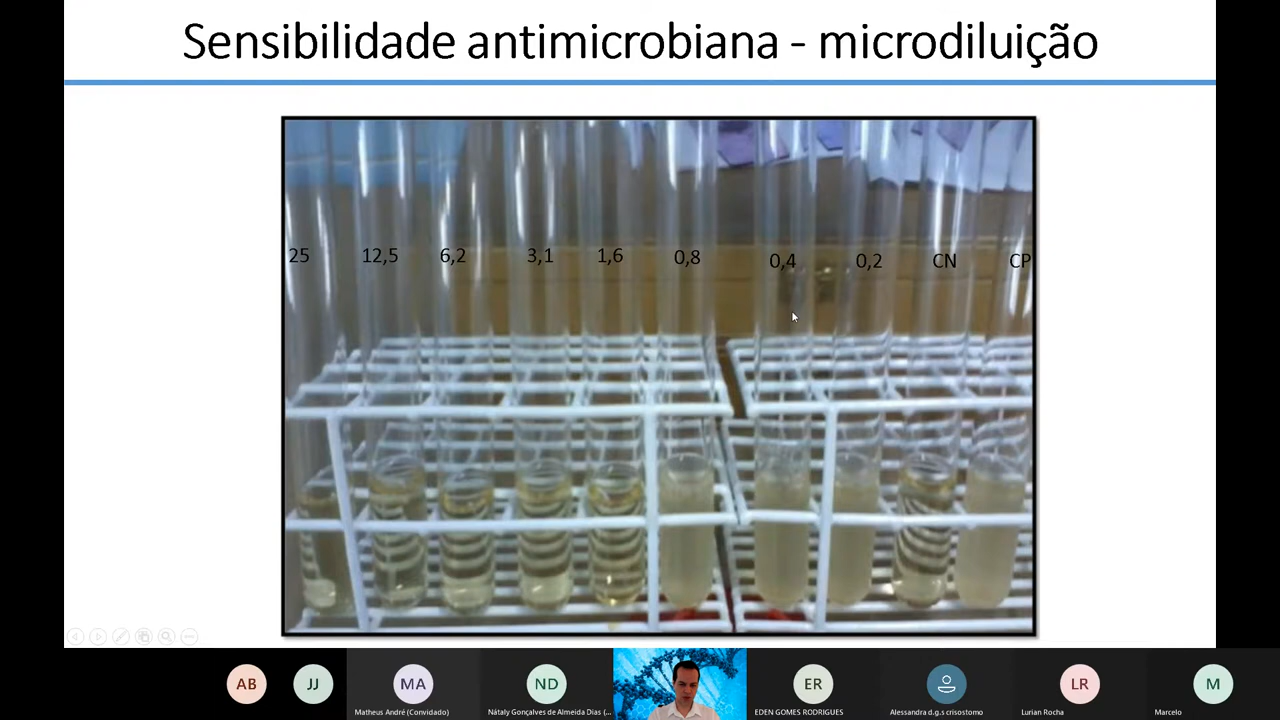 Sensibilidade antimicrobiana - microdiluição
25 12,5 6,2 3,1 1,6 0,8 0,4 0,2 CN CP
AB JJ MA ND ER LR M
Matheus André (Convidado) Nátaly Gonçalves de Almeida Dias (... EDEN GOMES RODRIGUES Alessandra d.g.s crisostomo Lurian Rocha Marcelo